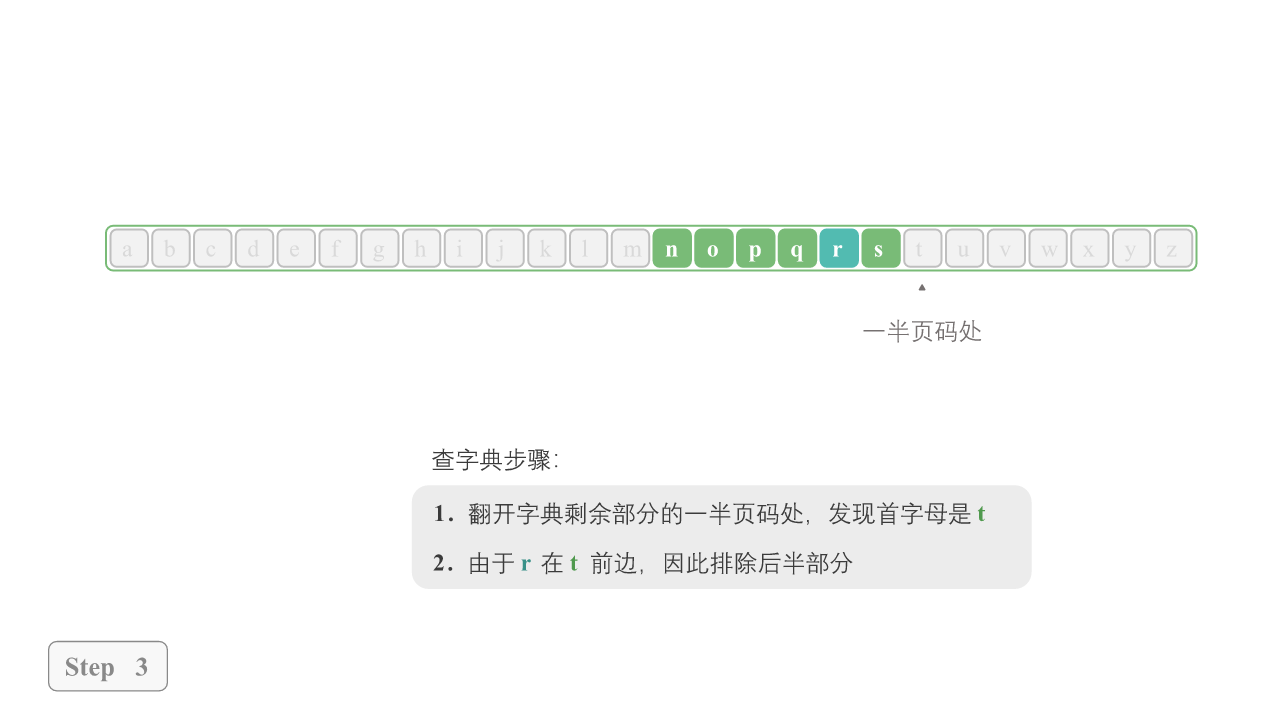 a b c d e f g h i j k l m n o p q r s t u v w x y z
一半页码处
查字典步骤:
1. 翻开字典剩余部分的一半页码处，发现首字母是 t
2. 由于 r 在 t 前边，因此排除后半部分
Step 3